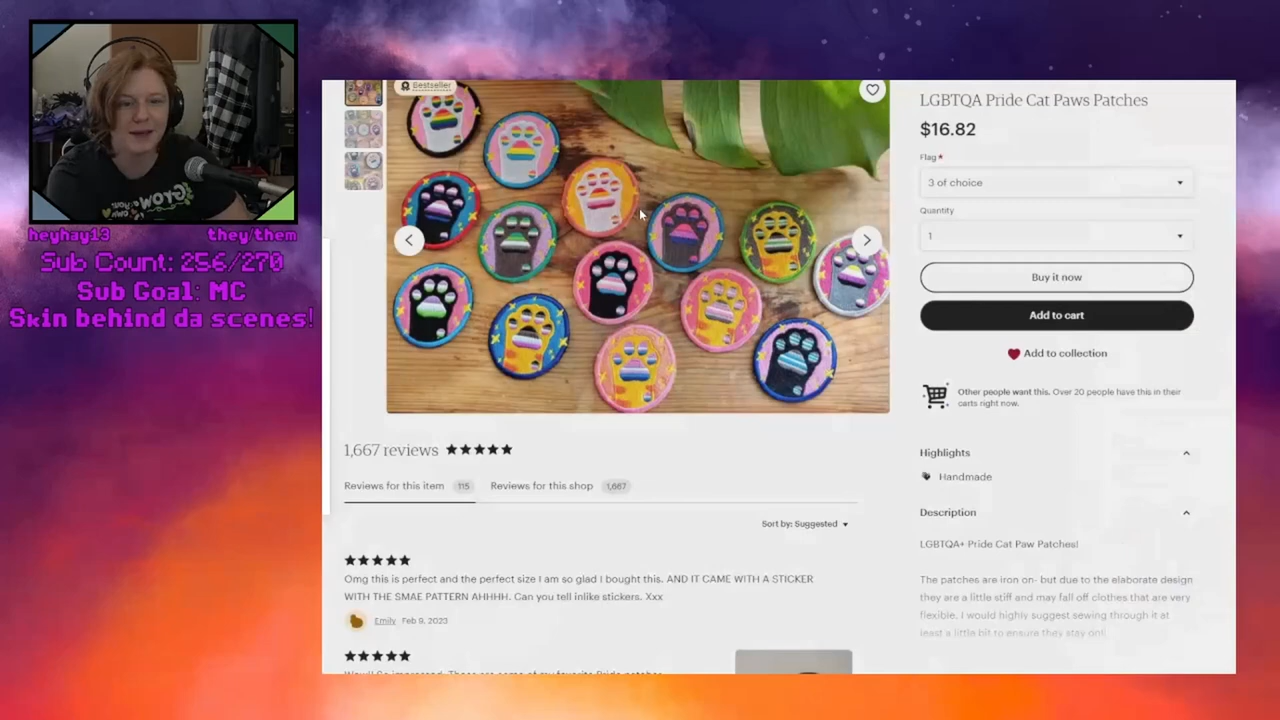 heyhay13
they/them
Sub Count: 256/270
Sub Goal: MC
Skin behind da scenes!
Bestseller
LGBTQA Pride Cat Paws Patches
$16.82
Flag *
3 of choice
Quantity
1
Buy it now
Add to cart
Add to collection
Other people want this. Over 20 people have this in their
carts right now.
Highlights
Handmade
Description
LGBTQA+ Pride Cat Paw Patches!
The patches are iron on- but due to the elaborate design
they are a little stiff and may fall off clothes that are very
flexible. I would highly suggest sewing through it at
least a little bit to ensure they stay on!
1,667 reviews
Reviews for this item 115 Reviews for this shop 1,667
Sort by: Suggested
Omg this is perfect and the perfect size I am so glad I bought this. AND IT CAME WITH A STICKER
WITH THE SMAE PATTERN AHHHH. Can you tell inlike stickers. Xxx
Emily Feb 9, 2023